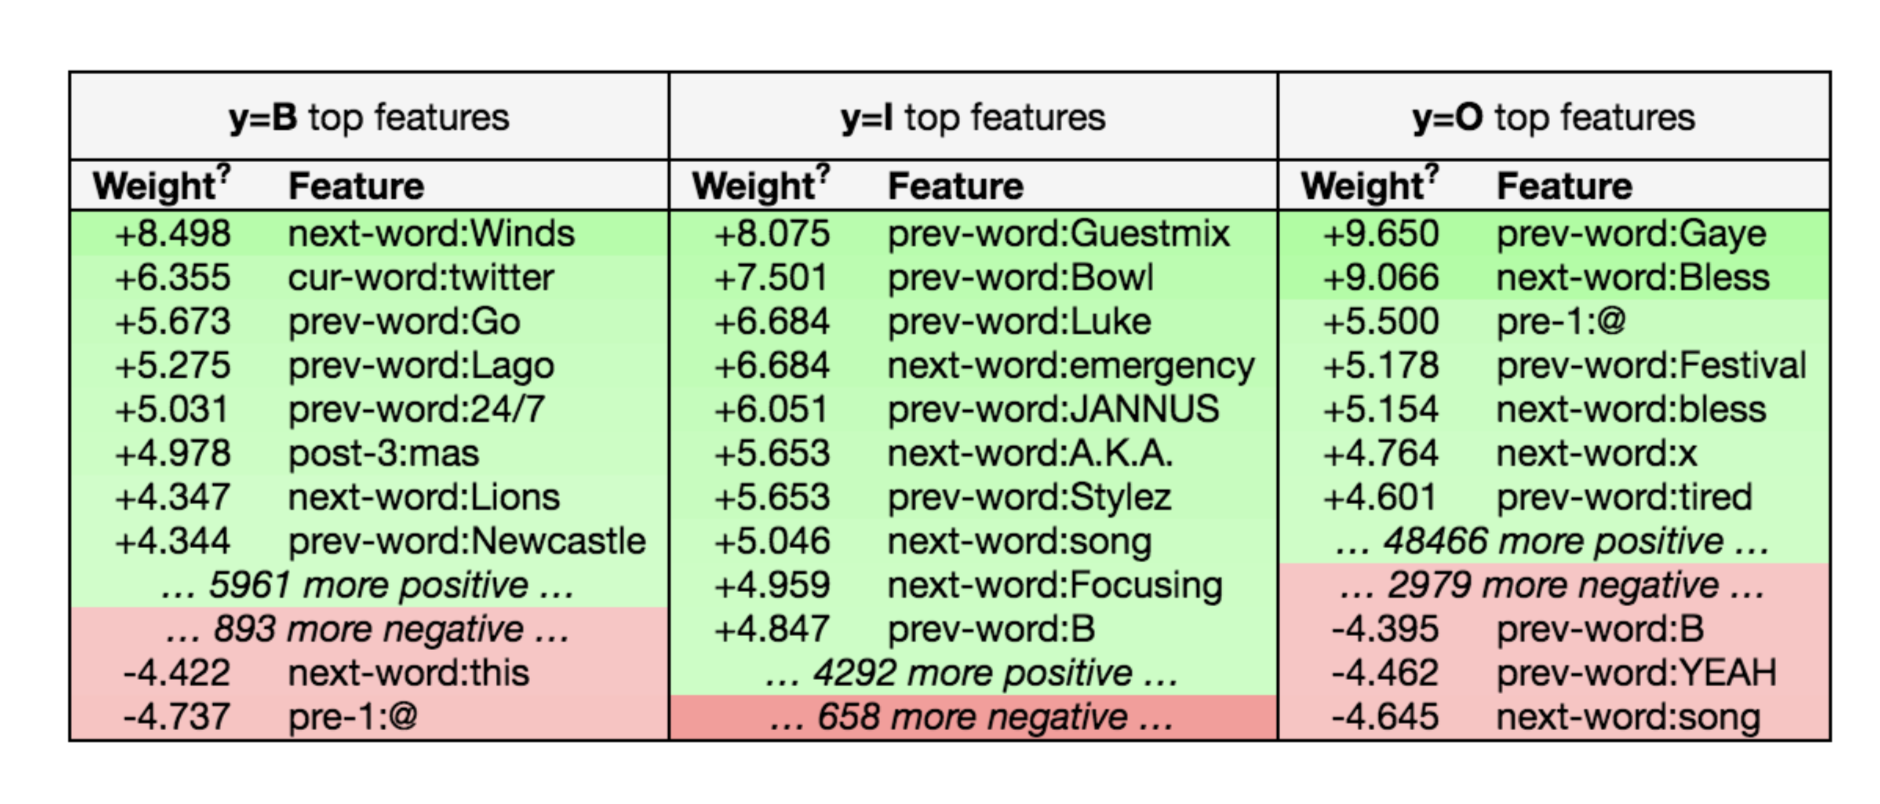 y=B top features y=I top features y=O top features
Weight? Feature Weight? Feature Weight? Feature
+8.498 next-word:Winds +8.075 prev-word:Guestmix +9.650 prev-word:Gaye
+6.355 cur-word:twitter +7.501 prev-word:Bowl +9.066 next-word:Bless
+5.673 prev-word:Go +6.684 prev-word:Luke +5.500 pre-1:@
+5.275 prev-word:Lago +6.684 next-word:emergency +5.178 prev-word:Festival
+5.031 prev-word:24/7 +6.051 prev-word:JANNUS +5.154 next-word:bless
+4.978 post-3:mas +5.653 next-word:A.K.A. +4.764 next-word:x
+4.347 next-word:Lions +5.653 prev-word:Stylez +4.601 prev-word:tired
+4.344 prev-word:Newcastle +5.046 next-word:song … 48466 more positive …
… 5961 more positive … +4.959 next-word:Focusing … 2979 more negative …
… 893 more negative … +4.847 prev-word:B -4.395 prev-word:B
-4.422 next-word:this … 4292 more positive … -4.462 prev-word:YEAH
-4.737 pre-1:@ … 658 more negative … -4.645 next-word:song